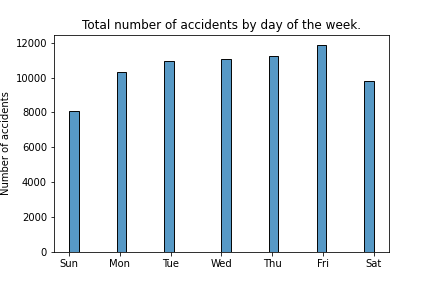 Total number of accidents by day of the week.
12000
10000
8000
6000
4000
2000
0
Number of accidents
Sun Mon Tue Wed Thu Fri Sat